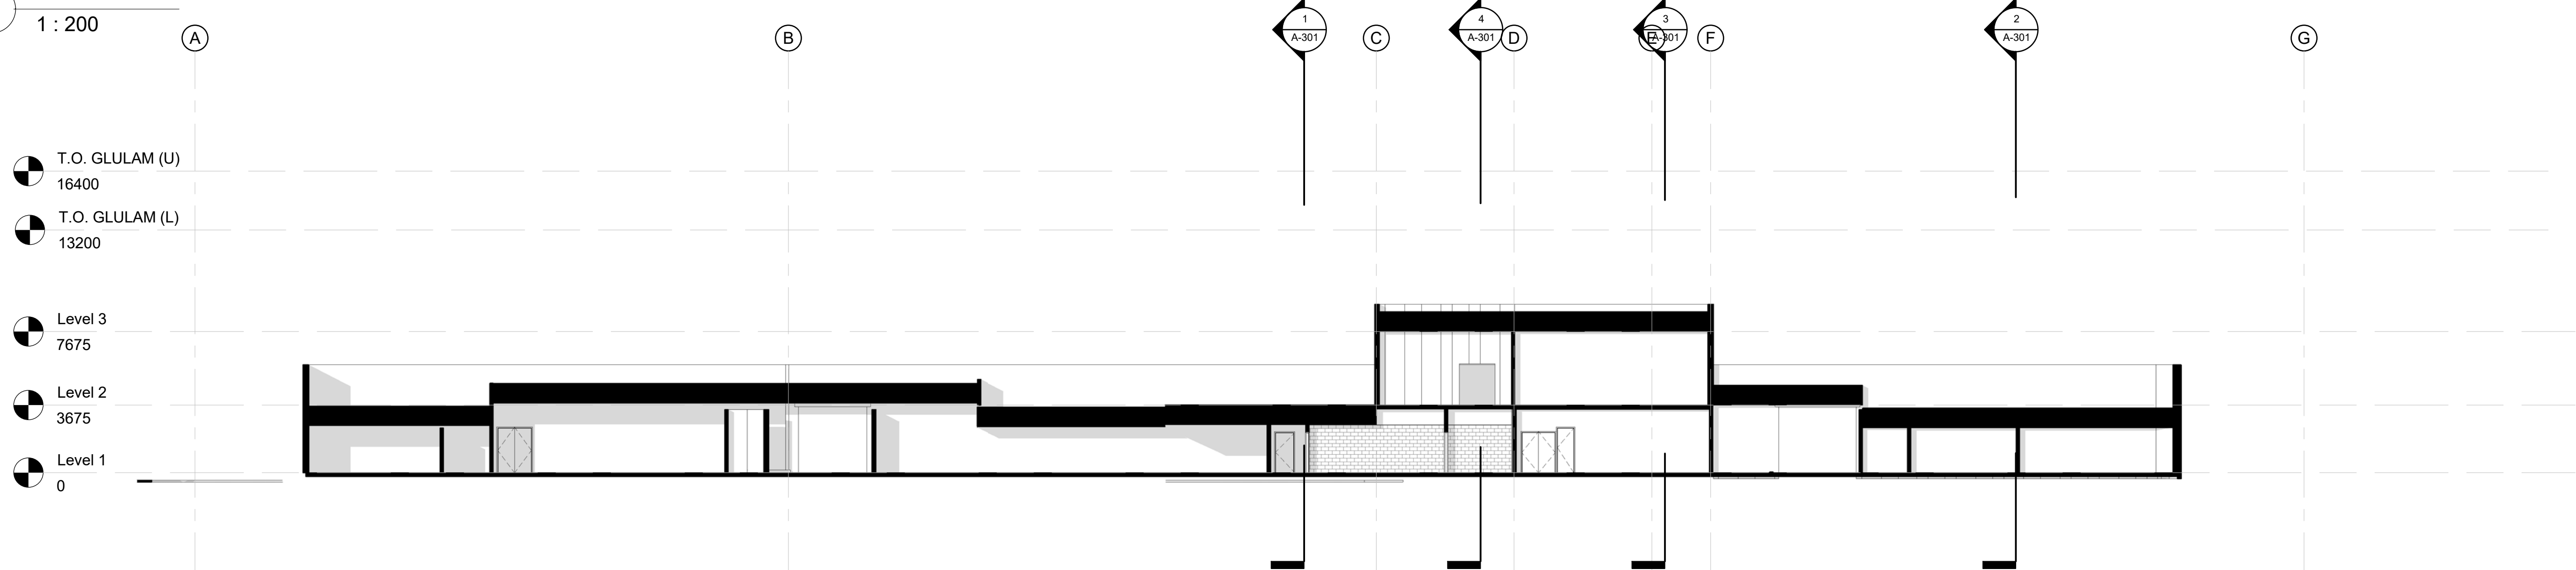 1 : 200
A
B
1
A-301
C
4
A-301
D
3
A-301
E
F
2
A-301
G
T.O. GLULAM (U)
16400
T.O. GLULAM (L)
13200
Level 3
7675
Level 2
3675
Level 1
0